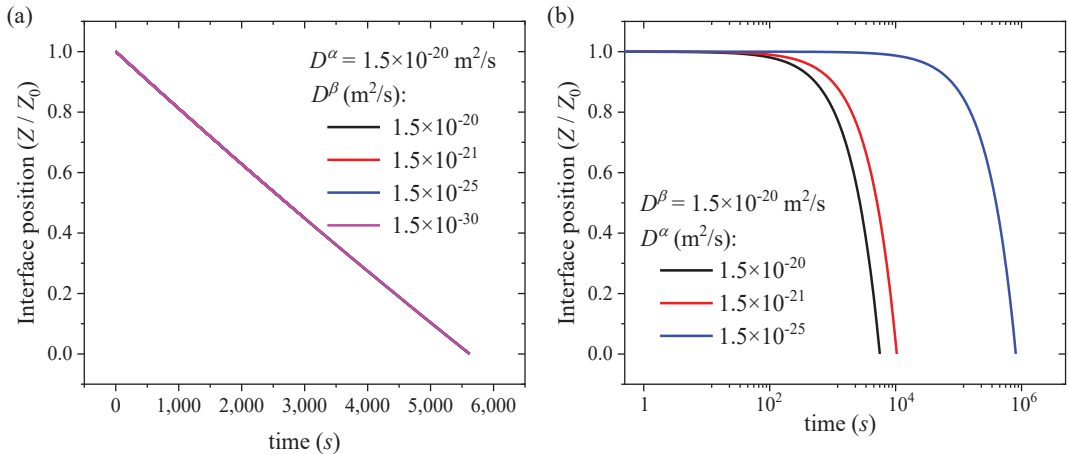 (a)
Interface position (Z / Z₀)
1.0
0.8
0.6
0.4
0.2
0.0
Dᵅ = 1.5×10⁻²⁰ m²/s
Dᵝ (m²/s):
1.5×10⁻²⁰
1.5×10⁻²¹
1.5×10⁻²⁵
1.5×10⁻³⁰
0 1,000 2,000 3,000 4,000 5,000 6,000
time (s)
(b)
Interface position (Z / Z₀)
1.0
0.8
0.6
0.4
0.2
0.0
Dᵝ = 1.5×10⁻²⁰ m²/s
Dᵅ (m²/s):
1.5×10⁻²⁰
1.5×10⁻²¹
1.5×10⁻²⁵
1 10² 10⁴ 10⁶
time (s)